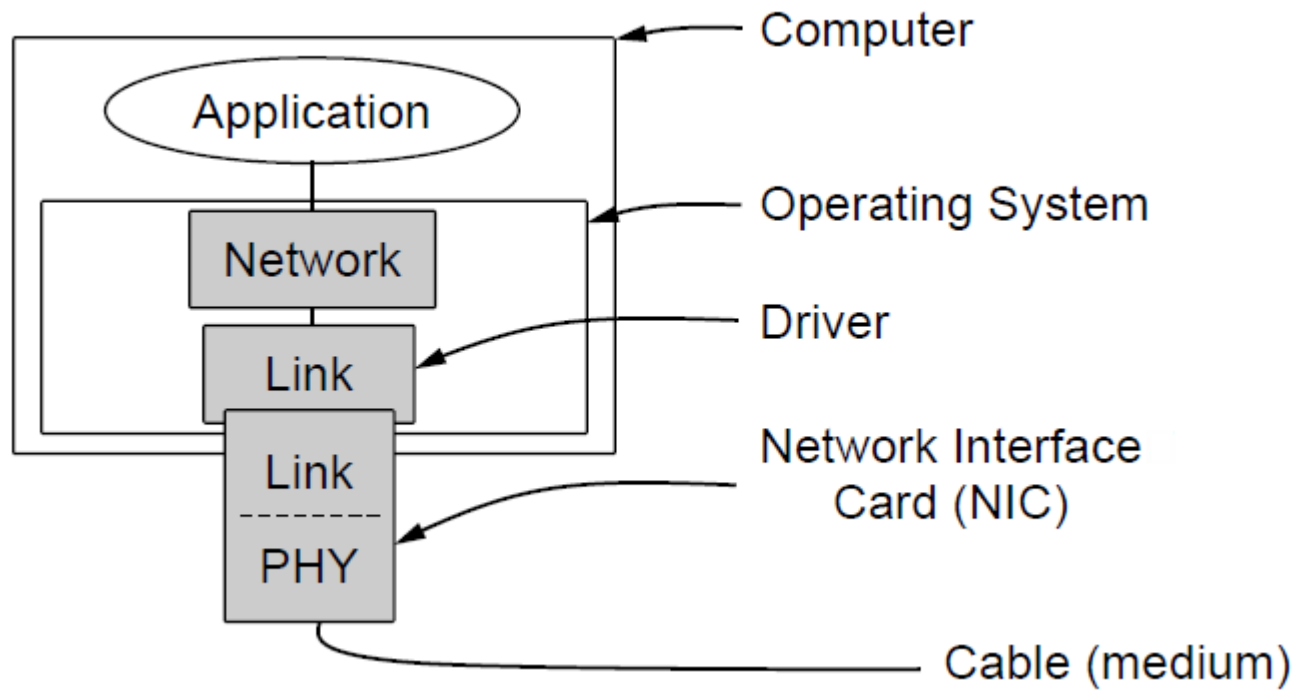 Computer
Application
Operating System
Network
Driver
Link
Network Interface
Card (NIC)
Link
PHY
Cable (medium)